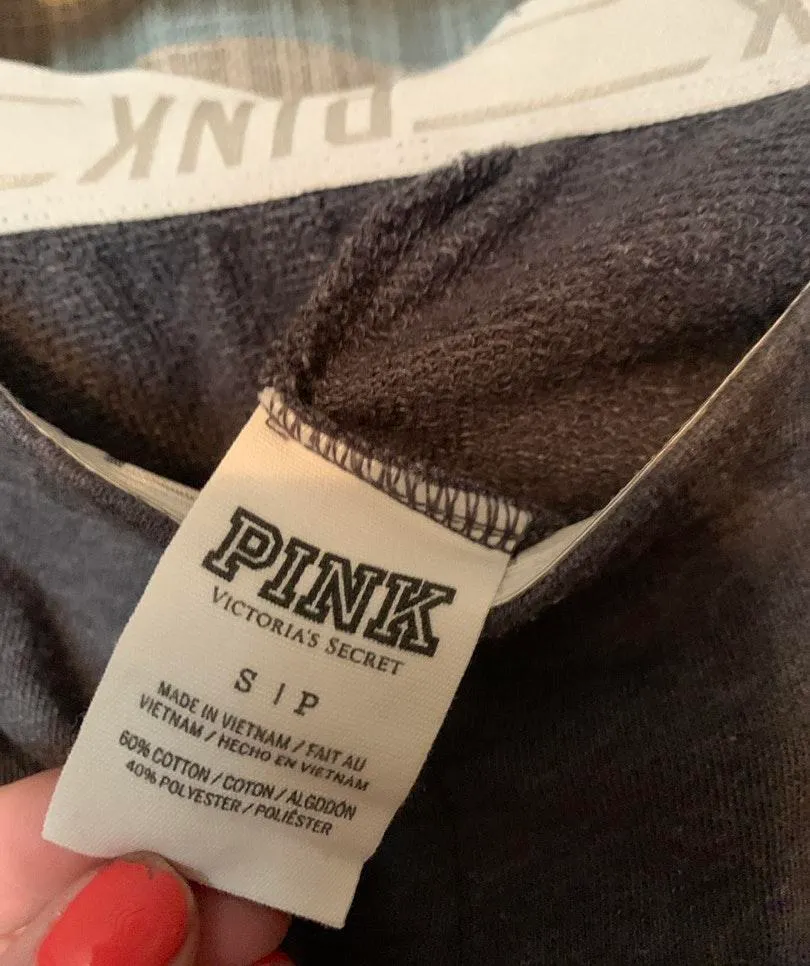 PINK
PINK
VICTORIA'S SECRET
S | P
MADE IN VIETNAM / FAIT AU
VIETNAM / HECHO EN VIETNAM
60% COTTON / COTON / ALGODÓN
40% POLYESTER / POLIÉSTER